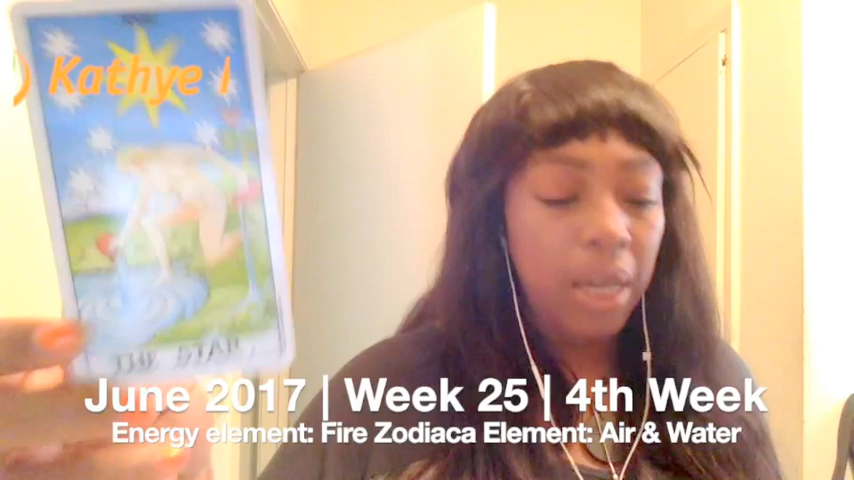 ) Kathye
THE STAR
June 2017 | Week 25 | 4th Week
Energy element: Fire Zodiaca Element: Air & Water